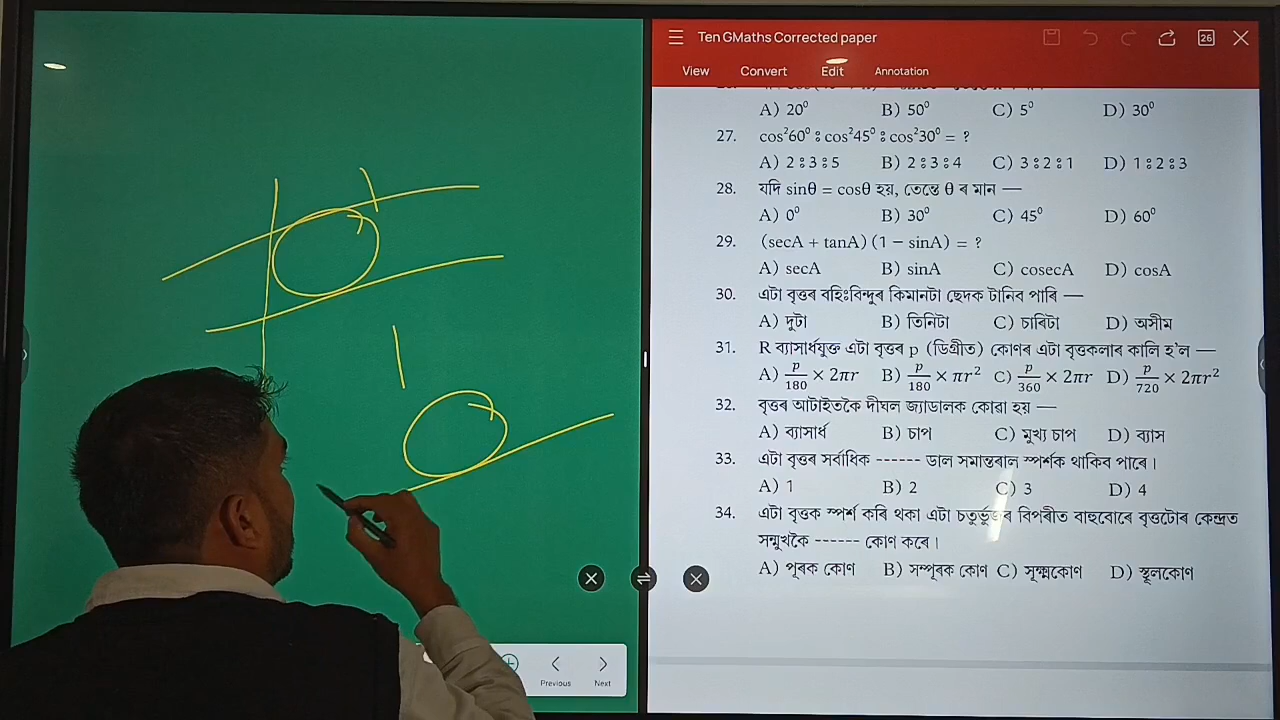 Ten GMaths Corrected paper
26
View Convert Edit Annotation
A) 20⁰ B) 50⁰ C) 5⁰ D) 30⁰
27. cos²60⁰ : cos²45⁰ : cos²30⁰ = ?
A) 2 : 3 : 5 B) 2 : 3 : 4 C) 3 : 2 : 1 D) 1 : 2 : 3
28. যদি sinθ = cosθ হয়, তেন্তে θ ৰ মান —
A) 0⁰ B) 30⁰ C) 45⁰ D) 60⁰
29. (secA + tanA) (1 − sinA) = ?
A) secA B) sinA C) cosecA D) cosA
30. এটা বৃত্তৰ বহিঃবিন্দুৰ কিমানটা ছেদক টানিব পাৰি —
A) দুটা B) তিনিটা C) চাৰিটা D) অসীম
31. R ব্যাসাৰ্ধযুক্ত এটা বৃত্তৰ p (ডিগ্ৰীত) কোণৰ এটা বৃত্তকলাৰ কালি হ'ল —
A) p/180 × 2πr B) p/180 × πr² C) p/360 × 2πr D) p/720 × 2πr²
32. বৃত্তৰ আটাইতকৈ দীঘল জ্যাডালক কোৱা হয় —
A) ব্যাসাৰ্ধ B) চাপ C) মুখ্য চাপ D) ব্যাস
33. এটা বৃত্তৰ সৰ্বাধিক ------ ডাল সমান্তৰাল স্পৰ্শক থাকিব পাৰে।
A) 1 B) 2 C) 3 D) 4
34. এটা বৃত্তক স্পৰ্শ কৰি থকা এটা চতুৰ্ভুজৰ বিপৰীত বাহুবোৰে বৃত্তটোৰ কেন্দ্ৰত
সন্মুখকৈ ------ কোণ কৰে।
A) পূৰক কোণ B) সম্পূৰক কোণ C) সূক্ষ্মকোণ D) স্থূলকোণ
Previous Next